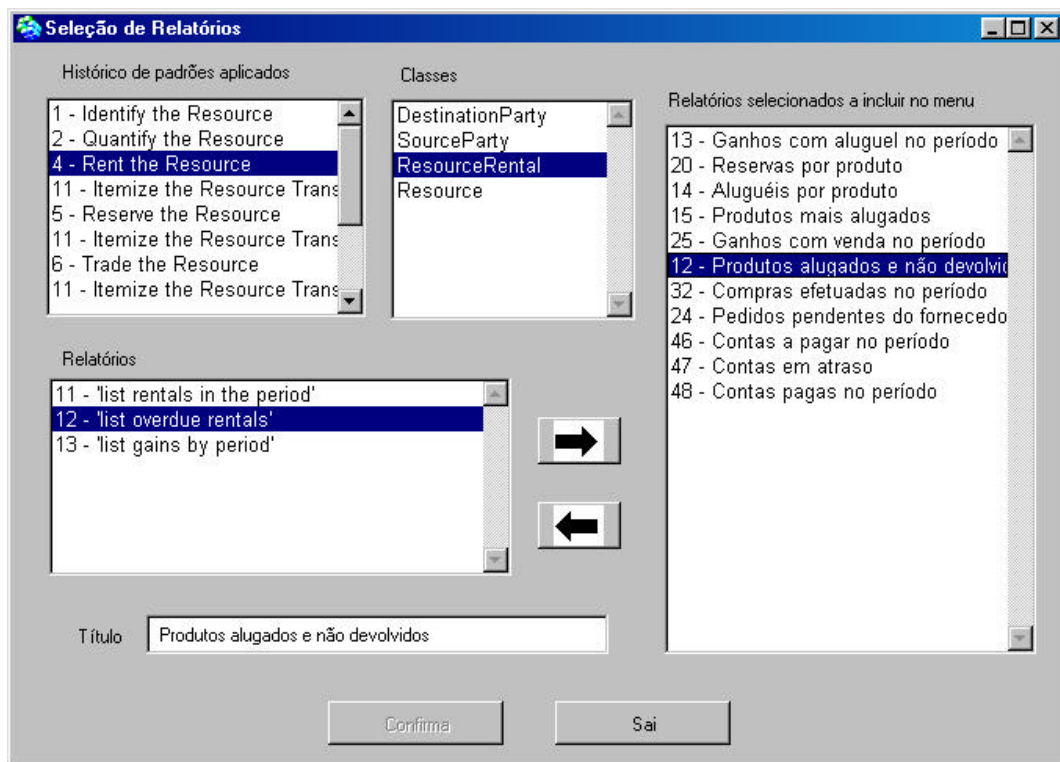 Seleção de Relatórios
Histórico de padrões aplicados
1 - Identify the Resource
2 - Quantify the Resource
4 - Rent the Resource
11 - Itemize the Resource Trans
5 - Reserve the Resource
11 - Itemize the Resource Trans
6 - Trade the Resource
11 - Itemize the Resource Trans
Classes
DestinationParty
SourceParty
ResourceRental
Resource
Relatórios selecionados a incluir no menu
13 - Ganhos com aluguel no período
20 - Reservas por produto
14 - Aluguéis por produto
15 - Produtos mais alugados
25 - Ganhos com venda no período
12 - Produtos alugados e não devolvid
32 - Compras efetuadas no período
24 - Pedidos pendentes do fornecedo
46 - Contas a pagar no período
47 - Contas em atraso
48 - Contas pagas no período
Relatórios
11 - 'list rentals in the period'
12 - 'list overdue rentals'
13 - 'list gains by period'
Título
Produtos alugados e não devolvidos
Confirma
Sai